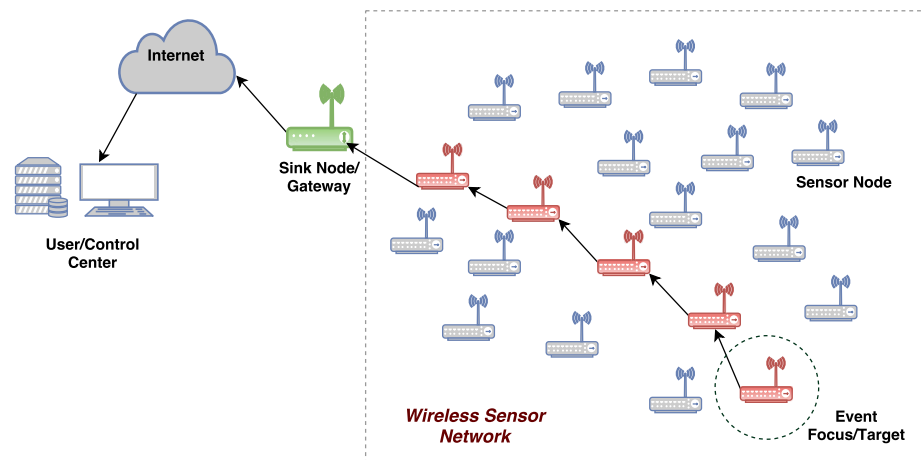 Internet
Sink Node/
Gateway
Sensor Node
User/Control
Center
Wireless Sensor
Network
Event
Focus/Target